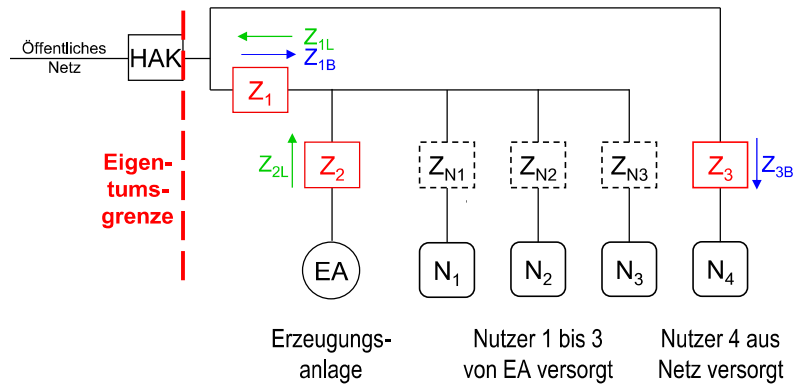 Öffentliches
Netz
HAK
Z1L
Z1B
Z1
Eigen-
tums-
grenze
Z2L
Z2
ZN1
ZN2
ZN3
Z3
Z3B
EA
N1
N2
N3
N4
Erzeugungs-
anlage
Nutzer 1 bis 3
von EA versorgt
Nutzer 4 aus
Netz versorgt